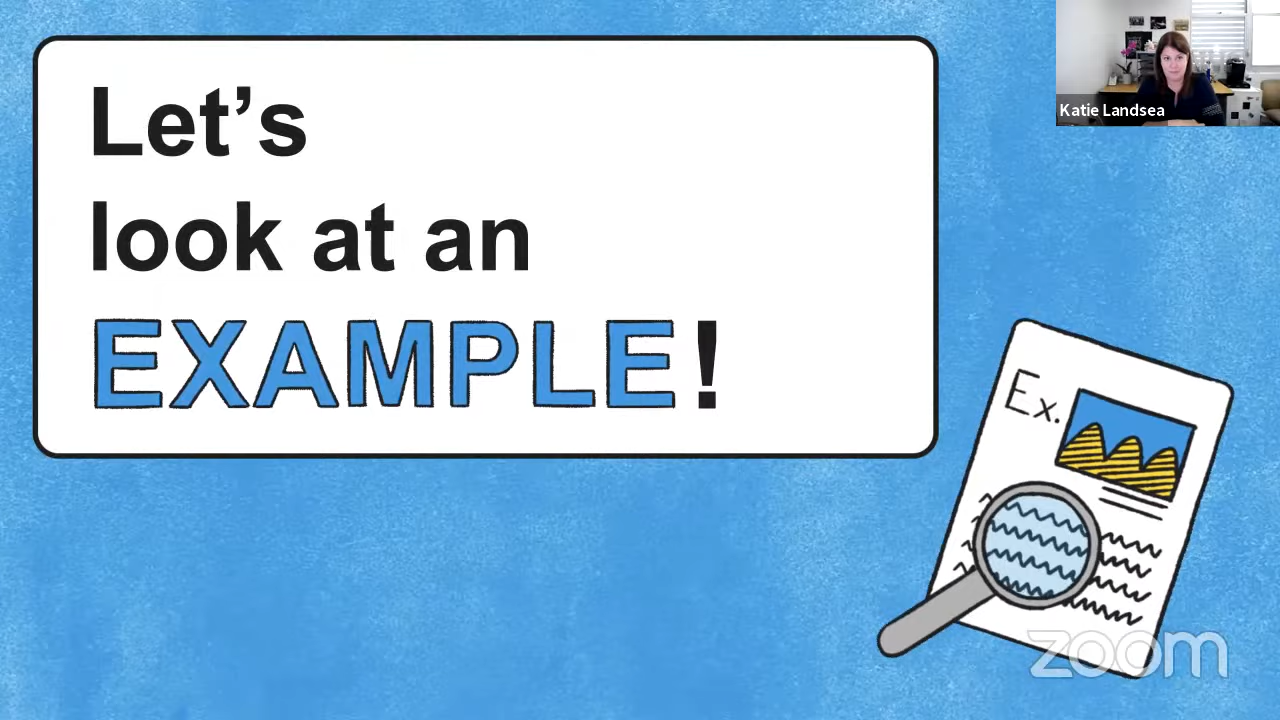 Let’s
look at an
EXAMPLE!
Katie Landsea
Ex.
zoom